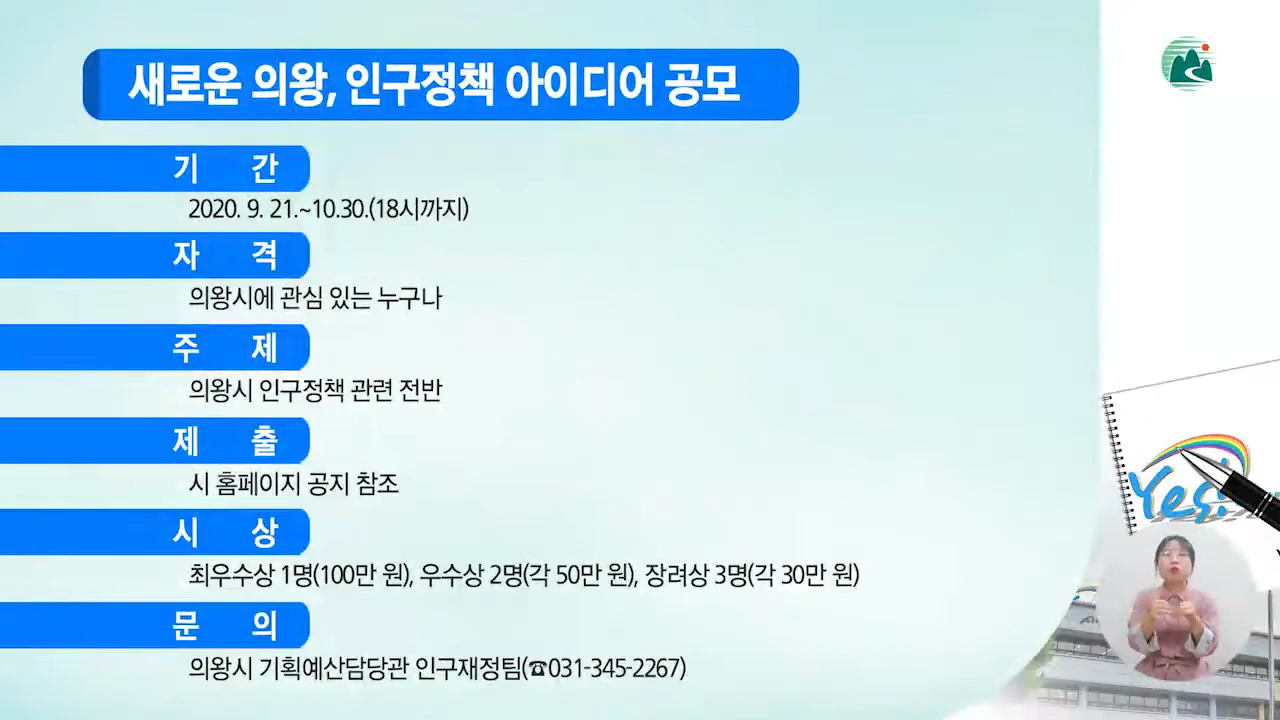 새로운 의왕, 인구정책 아이디어 공모
기 간
2020. 9. 21.~10.30.(18시까지)
자 격
의왕시에 관심 있는 누구나
주 제
의왕시 인구정책 관련 전반
제 출
시 홈페이지 공지 참조
시 상
최우수상 1명(100만 원), 우수상 2명(각 50만 원), 장려상 3명(각 30만 원)
문 의
의왕시 기획예산담당관 인구재정팀(☎031-345-2267)
Yes!